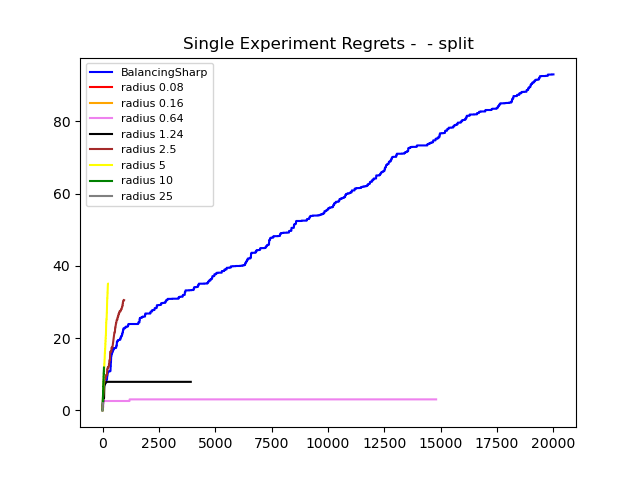 Single Experiment Regrets -  - split
BalancingSharp
radius 0.08
radius 0.16
radius 0.64
radius 1.24
radius 2.5
radius 5
radius 10
radius 25
80
60
40
20
0
0 2500 5000 7500 10000 12500 15000 17500 20000